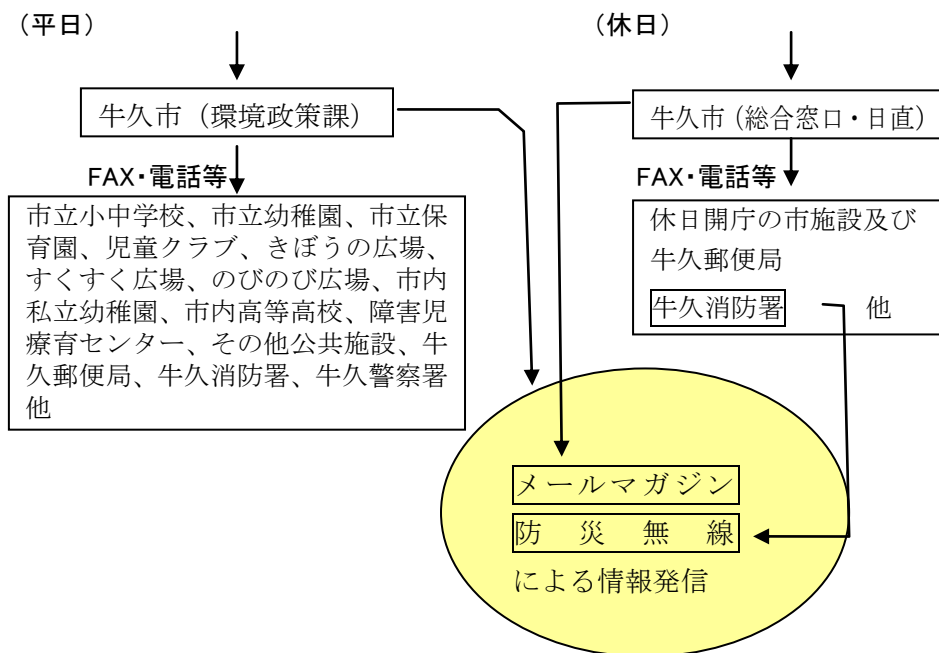 （平日）
（休日）
牛久市（環境政策課）
牛久市（総合窓口・日直）
FAX・電話等
FAX・電話等
市立小中学校、市立幼稚園、市立保
育園、児童クラブ、きぼうの広場、
すくすく広場、のびのび広場、市内
私立幼稚園、市内高等高校、障害児
療育センター、その他公共施設、牛
久郵便局、牛久消防署、牛久警察署
他
休日開庁の市施設及び
牛久郵便局
牛久消防署　他
メールマガジン
防災無線
による情報発信